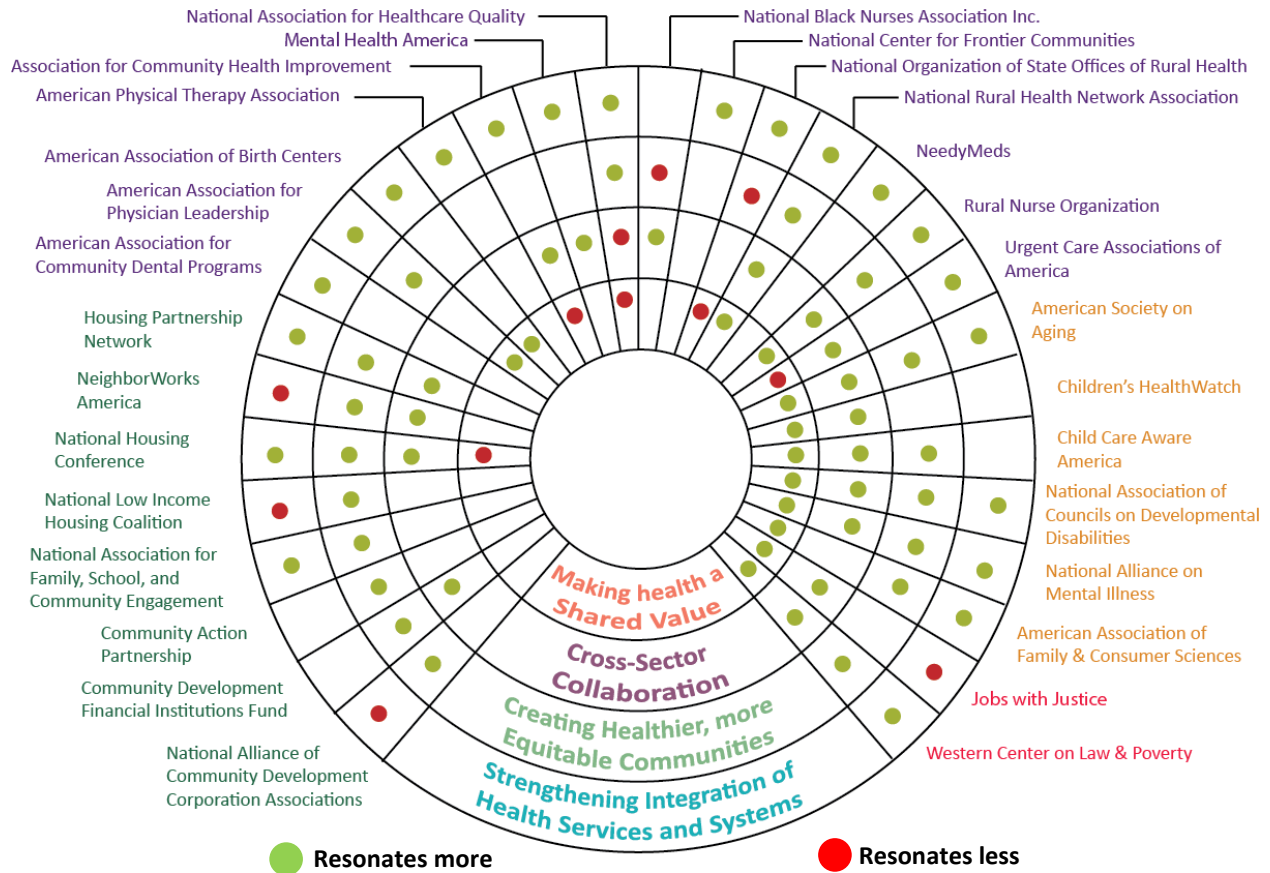 National Association for Healthcare Quality
Mental Health America
Association for Community Health Improvement
American Physical Therapy Association
American Association of Birth Centers
American Association for
Physician Leadership
American Association for
Community Dental Programs
Housing Partnership
Network
NeighborWorks
America
National Housing
Conference
National Low Income
Housing Coalition
National Association for
Family, School, and
Community Engagement
Community Action
Partnership
Community Development
Financial Institutions Fund
National Alliance of
Community Development
Corporation Associations
National Black Nurses Association Inc.
National Center for Frontier Communities
National Organization of State Offices of Rural Health
National Rural Health Network Association
NeedyMeds
Rural Nurse Organization
Urgent Care Associations of
America
American Society on
Aging
Children's HealthWatch
Child Care Aware
America
National Association of
Councils on Developmental
Disabilities
National Alliance on
Mental Illness
American Association of
Family & Consumer Sciences
Jobs with Justice
Western Center on Law & Poverty
Making health a
Shared Value
Cross-Sector
Collaboration
Creating Healthier, more
Equitable Communities
Strengthening Integration of
Health Services and Systems
Resonates more
Resonates less